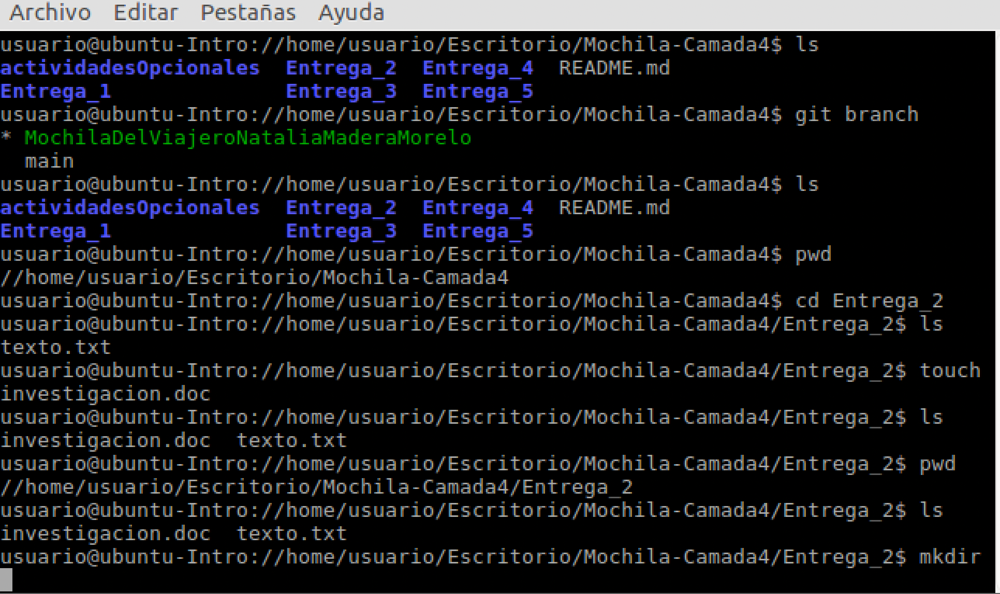 Archivo Editar Pestañas Ayuda
usuario@ubuntu-Intro://home/usuario/Escritorio/Mochila-Camada4$ ls
actividadesOpcionales Entrega_2 Entrega_4 README.md
Entrega_1 Entrega_3 Entrega_5
usuario@ubuntu-Intro://home/usuario/Escritorio/Mochila-Camada4$ git branch
* MochilaDelViajeroNataliaMaderaMorelo
main
usuario@ubuntu-Intro://home/usuario/Escritorio/Mochila-Camada4$ ls
actividadesOpcionales Entrega_2 Entrega_4 README.md
Entrega_1 Entrega_3 Entrega_5
usuario@ubuntu-Intro://home/usuario/Escritorio/Mochila-Camada4$ pwd
//home/usuario/Escritorio/Mochila-Camada4
usuario@ubuntu-Intro://home/usuario/Escritorio/Mochila-Camada4$ cd Entrega_2
usuario@ubuntu-Intro://home/usuario/Escritorio/Mochila-Camada4/Entrega_2$ ls
texto.txt
usuario@ubuntu-Intro://home/usuario/Escritorio/Mochila-Camada4/Entrega_2$ touch
investigacion.doc
usuario@ubuntu-Intro://home/usuario/Escritorio/Mochila-Camada4/Entrega_2$ ls
investigacion.doc texto.txt
usuario@ubuntu-Intro://home/usuario/Escritorio/Mochila-Camada4/Entrega_2$ pwd
//home/usuario/Escritorio/Mochila-Camada4/Entrega_2
usuario@ubuntu-Intro://home/usuario/Escritorio/Mochila-Camada4/Entrega_2$ ls
investigacion.doc texto.txt
usuario@ubuntu-Intro://home/usuario/Escritorio/Mochila-Camada4/Entrega_2$ mkdir